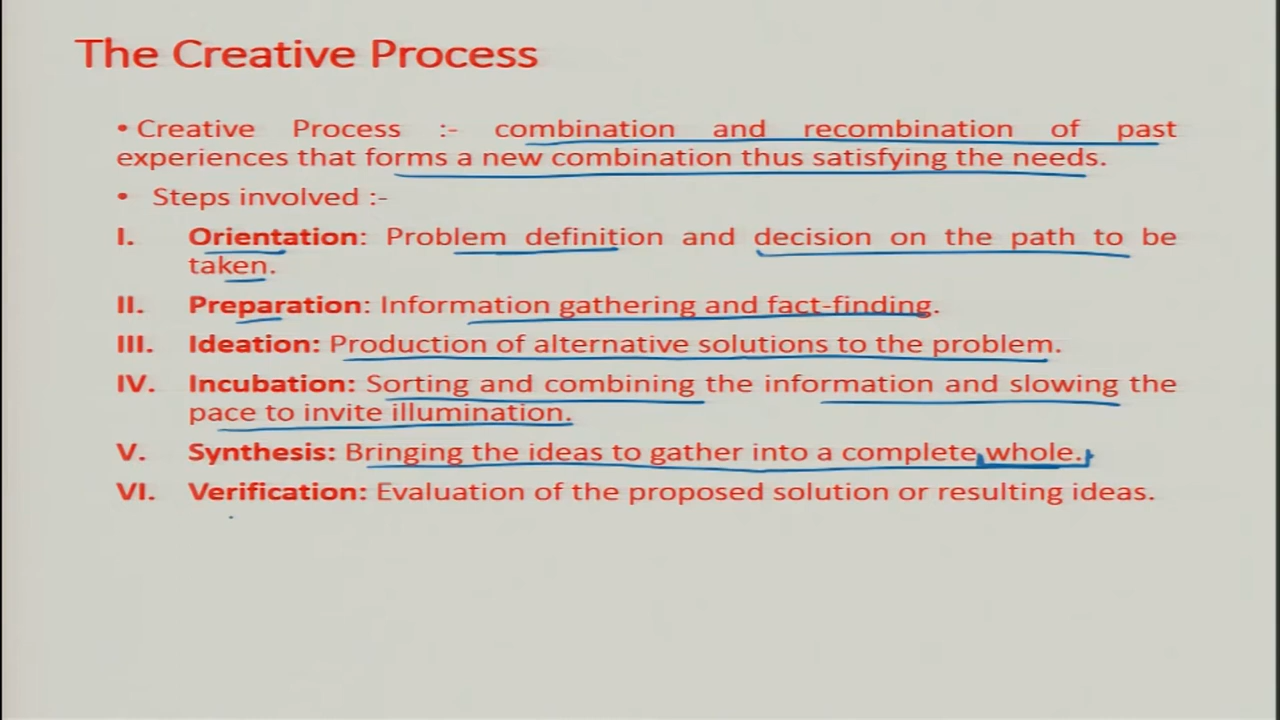 The Creative Process
• Creative Process :- combination and recombination of past
experiences that forms a new combination thus satisfying the needs.
• Steps involved :-
I. Orientation: Problem definition and decision on the path to be
taken.
II. Preparation: Information gathering and fact-finding.
III. Ideation: Production of alternative solutions to the problem.
IV. Incubation: Sorting and combining the information and slowing the
pace to invite illumination.
V. Synthesis: Bringing the ideas to gather into a complete whole.
VI. Verification: Evaluation of the proposed solution or resulting ideas.